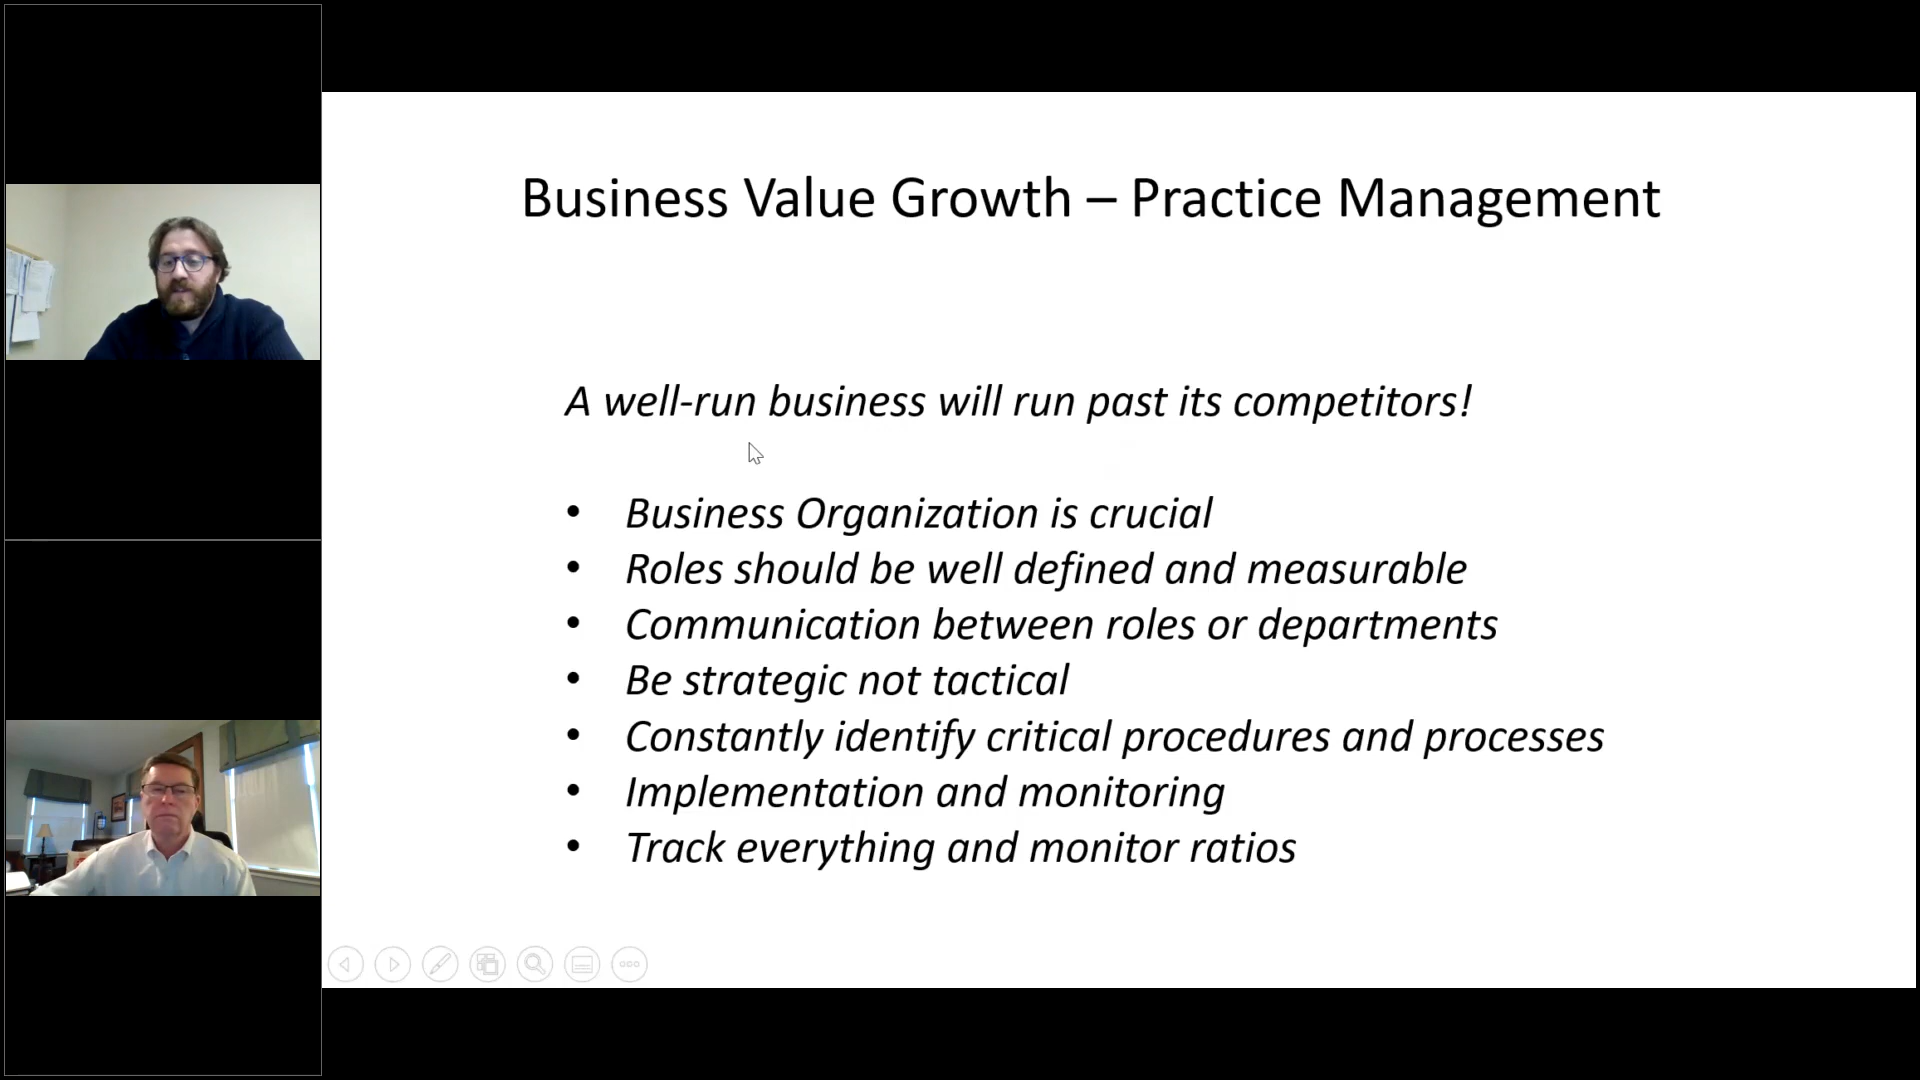 Business Value Growth – Practice Management
A well-run business will run past its competitors!
• Business Organization is crucial
• Roles should be well defined and measurable
• Communication between roles or departments
• Be strategic not tactical
• Constantly identify critical procedures and processes
• Implementation and monitoring
• Track everything and monitor ratios